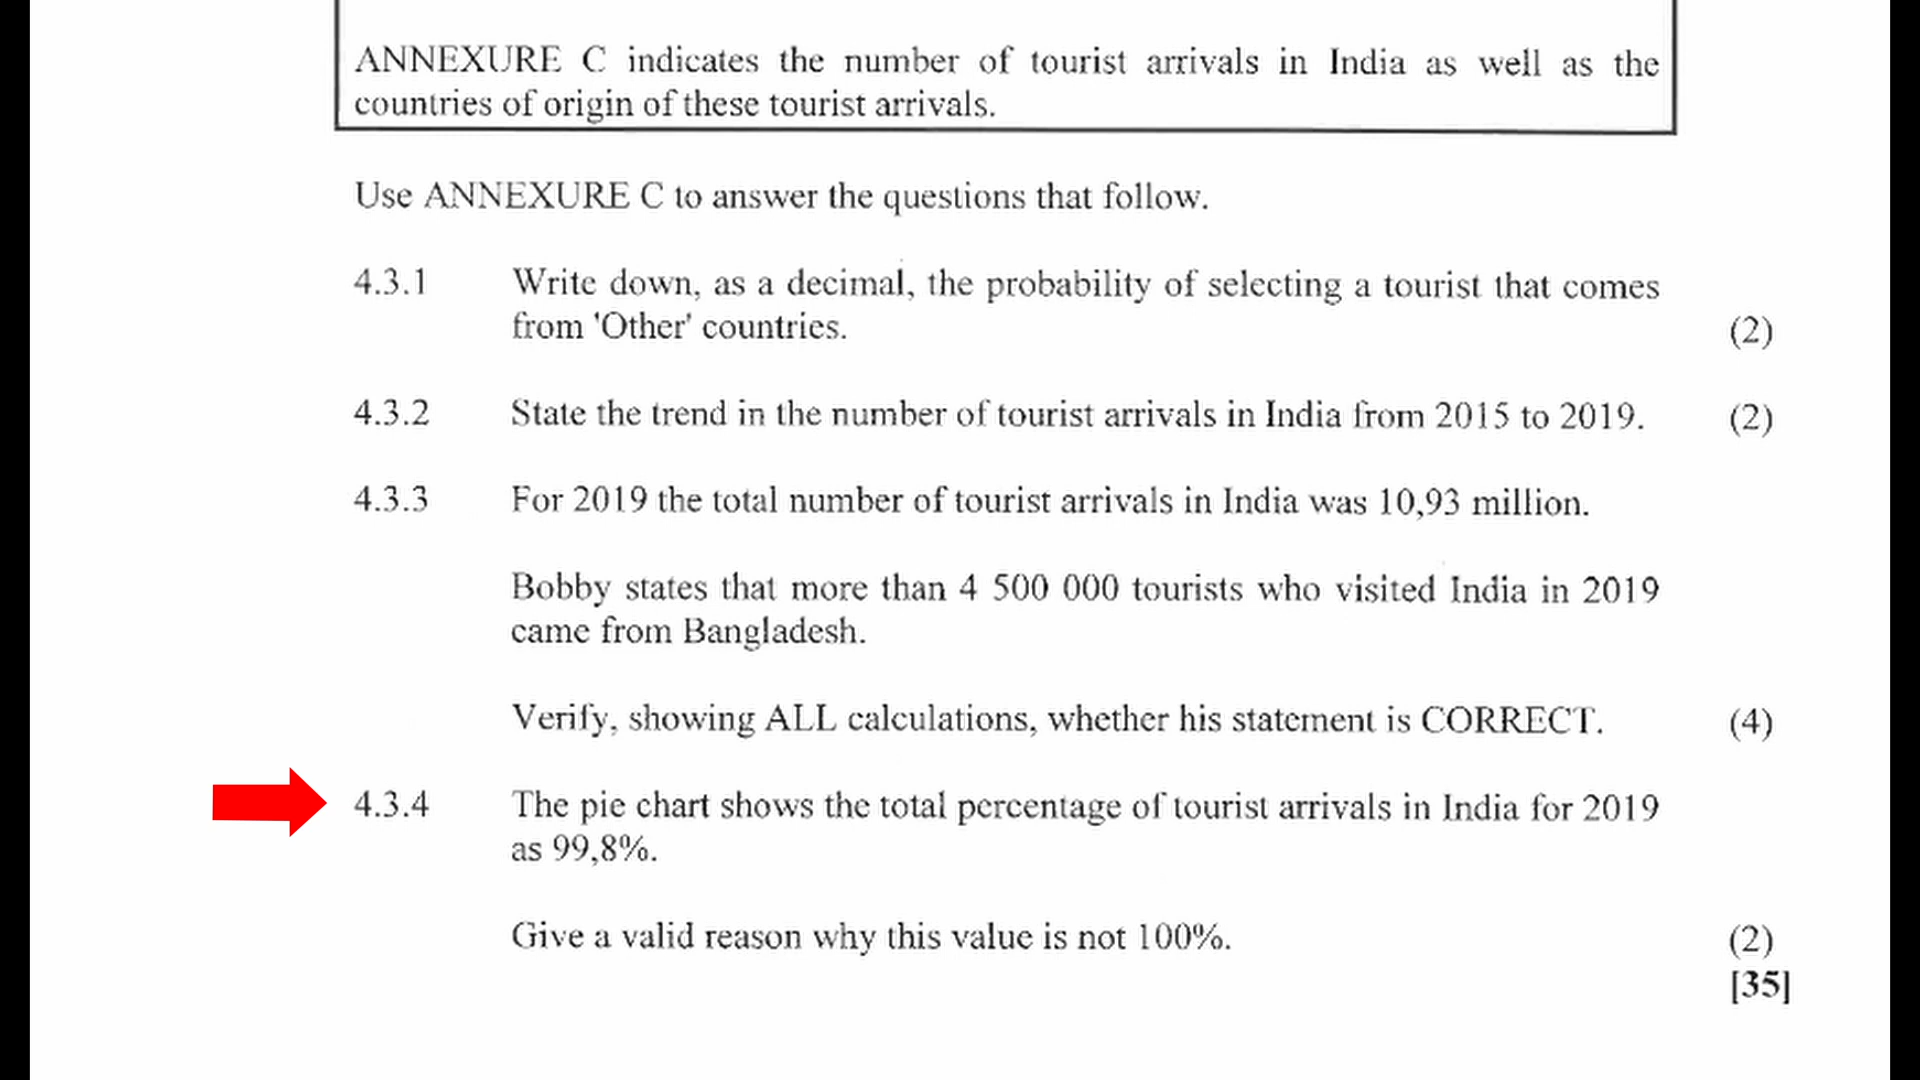 ANNEXURE C indicates the number of tourist arrivals in India as well as the
countries of origin of these tourist arrivals.
Use ANNEXURE C to answer the questions that follow.
4.3.1 Write down, as a decimal, the probability of selecting a tourist that comes
from 'Other' countries. (2)
4.3.2 State the trend in the number of tourist arrivals in India from 2015 to 2019. (2)
4.3.3 For 2019 the total number of tourist arrivals in India was 10,93 million.
Bobby states that more than 4 500 000 tourists who visited India in 2019
came from Bangladesh.
Verify, showing ALL calculations, whether his statement is CORRECT. (4)
4.3.4 The pie chart shows the total percentage of tourist arrivals in India for 2019
as 99,8%.
Give a valid reason why this value is not 100%. (2)
[35]